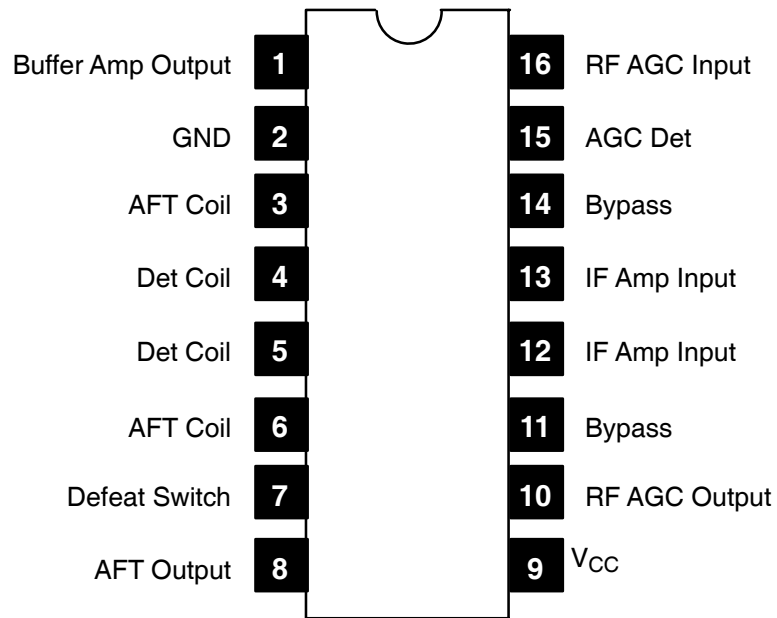 Buffer Amp Output 1 16 RF AGC Input
GND 2 15 AGC Det
AFT Coil 3 14 Bypass
Det Coil 4 13 IF Amp Input
Det Coil 5 12 IF Amp Input
AFT Coil 6 11 Bypass
Defeat Switch 7 10 RF AGC Output
AFT Output 8 9 VCC